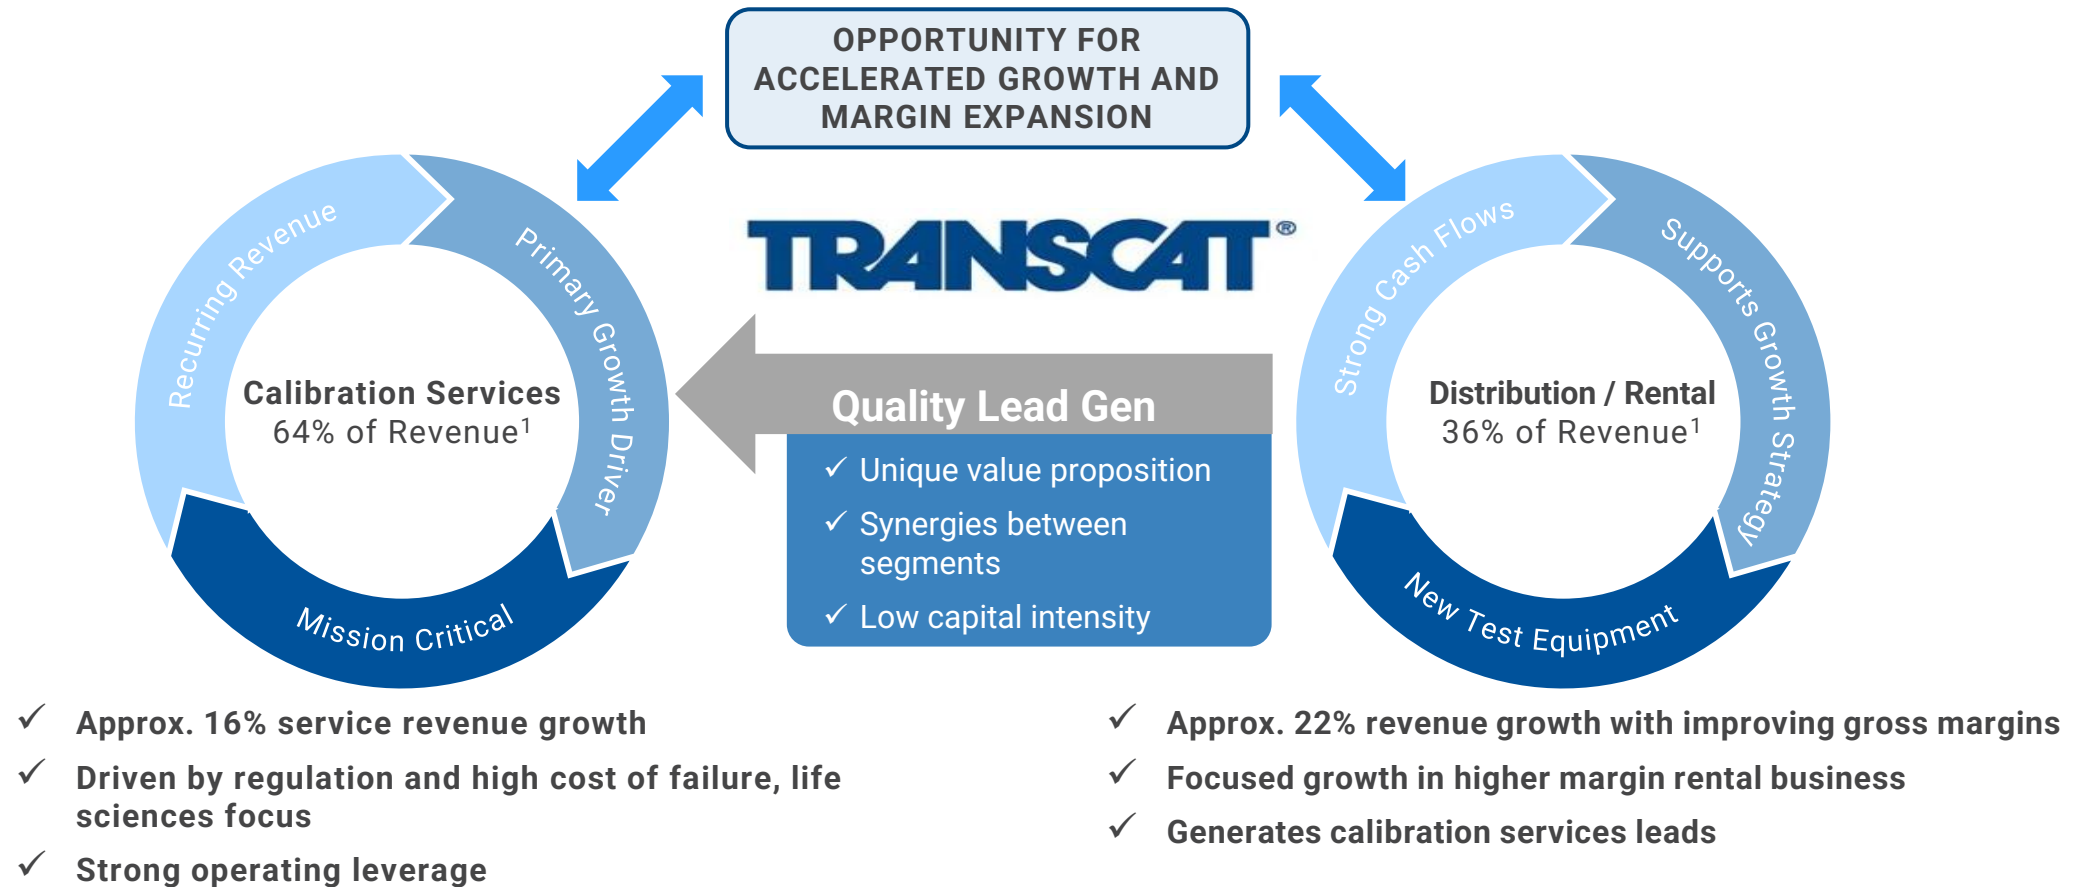 OPPORTUNITY FOR
ACCELERATED GROWTH AND
MARGIN EXPANSION
TRANSCAT®
Recurring Revenue
Primary Growth Driver
Mission Critical
Calibration Services
64% of Revenue¹
Quality Lead Gen
✓ Unique value proposition
✓ Synergies between
segments
✓ Low capital intensity
Strong Cash Flows
Supports Growth Strategy
New Test Equipment
Distribution / Rental
36% of Revenue¹
✓ Approx. 16% service revenue growth
✓ Driven by regulation and high cost of failure, life
sciences focus
✓ Strong operating leverage
✓ Approx. 22% revenue growth with improving gross margins
✓ Focused growth in higher margin rental business
✓ Generates calibration services leads